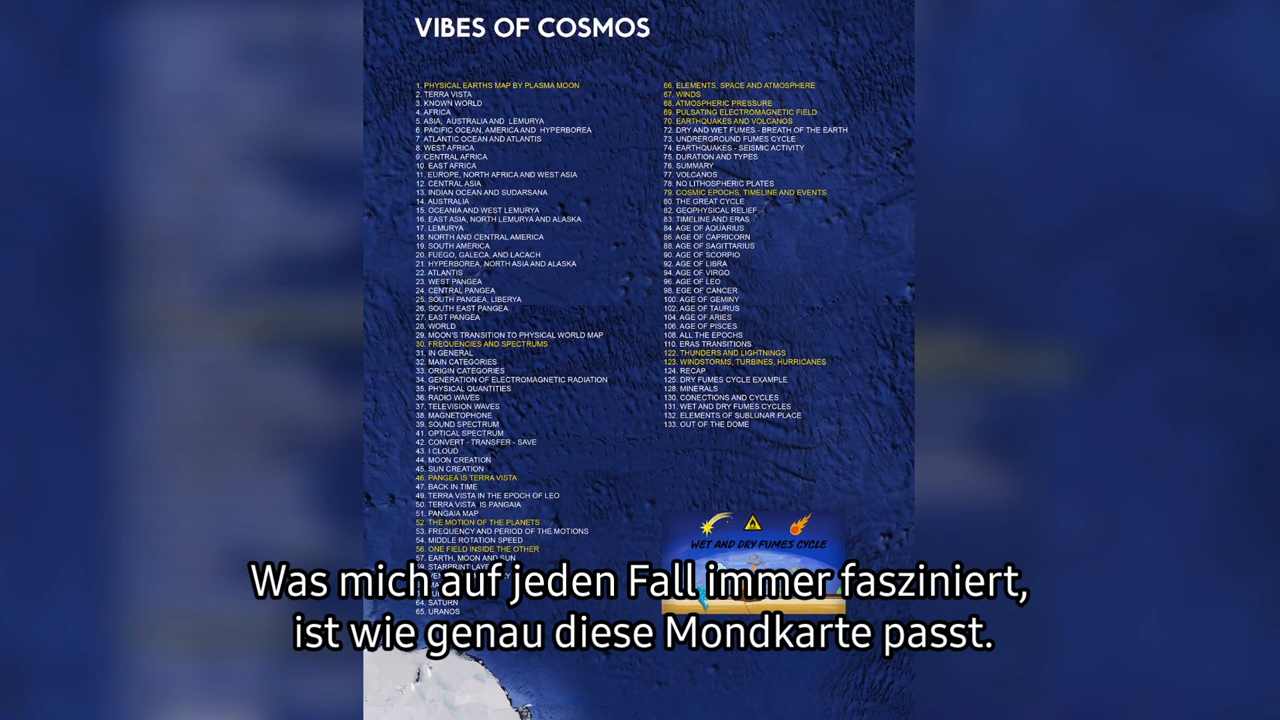 VIBES OF COSMOS
1. PHYSICAL EARTHS MAP BY PLASMA MOON
2. TERRA VISTA
3. KNOWN WORLD
4. AFRICA
5. ASIA, AUSTRALIA AND LEMURYA
6. PACIFIC OCEAN, AMERICA AND HYPERBOREA
7. ATLANTIC OCEAN AND ATLANTIS
8. WEST AFRICA
9. CENTRAL AFRICA
10. EAST AFRICA
11. EUROPE, NORTH AFRICA AND WEST ASIA
12. CENTRAL ASIA
13. INDIAN OCEAN AND SUDARSANA
14. AUSTRALIA
15. OCEANIA AND WEST LEMURYA
16. EAST ASIA, NORTH LEMURYA AND ALASKA
17. LEMURYA
18. NORTH AND CENTRAL AMERICA
19. SOUTH AMERICA
20. FUEGO, GALECA, AND LACACH
21. HYPERBOREA, NORTH ASIA AND ALASKA
22. ATLANTIS
23. WEST PANGEA
24. CENTRAL PANGEA
25. SOUTH PANGEA, LIBERYA
26. SOUTH EAST PANGEA
27. EAST PANGEA
28. WORLD
29. MOON'S TRANSITION TO PHYSICAL WORLD MAP
30. FREQUENCIES AND SPECTRUMS
31. IN GENERAL
32. MAIN CATEGORIES
33. ORIGIN CATEGORIES
34. GENERATION OF ELECTROMAGNETIC RADIATION
35. PHYSICAL QUANTITIES
36. RADIO WAVES
37. TELEVISION WAVES
38. MAGNETOPHONE
39. SOUND SPECTRUM
41. OPTICAL SPECTRUM
42. CONVERT - TRANSFER - SAVE
43. I CLOUD
44. MOON CREATION
45. SUN CREATION
46. PANGEA IS TERRA VISTA
47. BACK IN TIME
49. TERRA VISTA IN THE EPOCH OF LEO
50. TERRA VISTA IS PANGAIA
51. PANGAIA MAP
52. THE MOTION OF THE PLANETS
53. FREQUENCY AND PERIOD OF THE MOTIONS
54. MIDDLE ROTATION SPEED
56. ONE FIELD INSIDE THE OTHER
57. EARTH, MOON AND SUN
STARPRINT
64. SATURN
65. URANOS
66. ELEMENTS, SPACE AND ATMOSPHERE
67. WINDS
68. ATMOSPHERIC PRESSURE
69. PULSATING ELECTROMAGNETIC FIELD
70. EARTHQUAKES AND VOLCANOS
72. DRY AND WET FUMES - BREATH OF THE EARTH
73. UNDRERGROUND FUMES CYCLE
74. EARTHQUAKES - SEISMIC ACTIVITY
75. DURATION AND TYPES
76. SUMMARY
77. VOLCANOS
78. NO LITHOSPHERIC PLATES
79. COSMIC EPOCHS, TIMELINE AND EVENTS
80. THE GREAT CYCLE
82. GEOPHYSICAL RELIEF
83. TIMELINE AND ERAS
84. AGE OF AQUARIUS
86. AGE OF CAPRICORN
88. AGE OF SAGITTARIUS
90. AGE OF SCORPIO
92. AGE OF LIBRA
94. AGE OF VIRGO
96. AGE OF LEO
98. EGE OF CANCER
100. AGE OF GEMINY
102. AGE OF TAURUS
104. AGE OF ARIES
106. AGE OF PISCES
108. ALL THE EPOCHS
110. ERAS TRANSITIONS
122. THUNDERS AND LIGHTNINGS
123. WINDSTORMS, TURBINES, HURRICANES
124. RECAP
125. DRY FUMES CYCLE EXAMPLE
128. MINERALS
130. CONECTIONS AND CYCLES
131. WET AND DRY FUMES CYCLES
132. ELEMENTS OF SUBLUNAR PLACE
133. OUT OF THE DOME
WET AND DRY FUMES CYCLE
Was mich auf jeden Fall immer fasziniert,
ist wie genau diese Mondkarte passt.